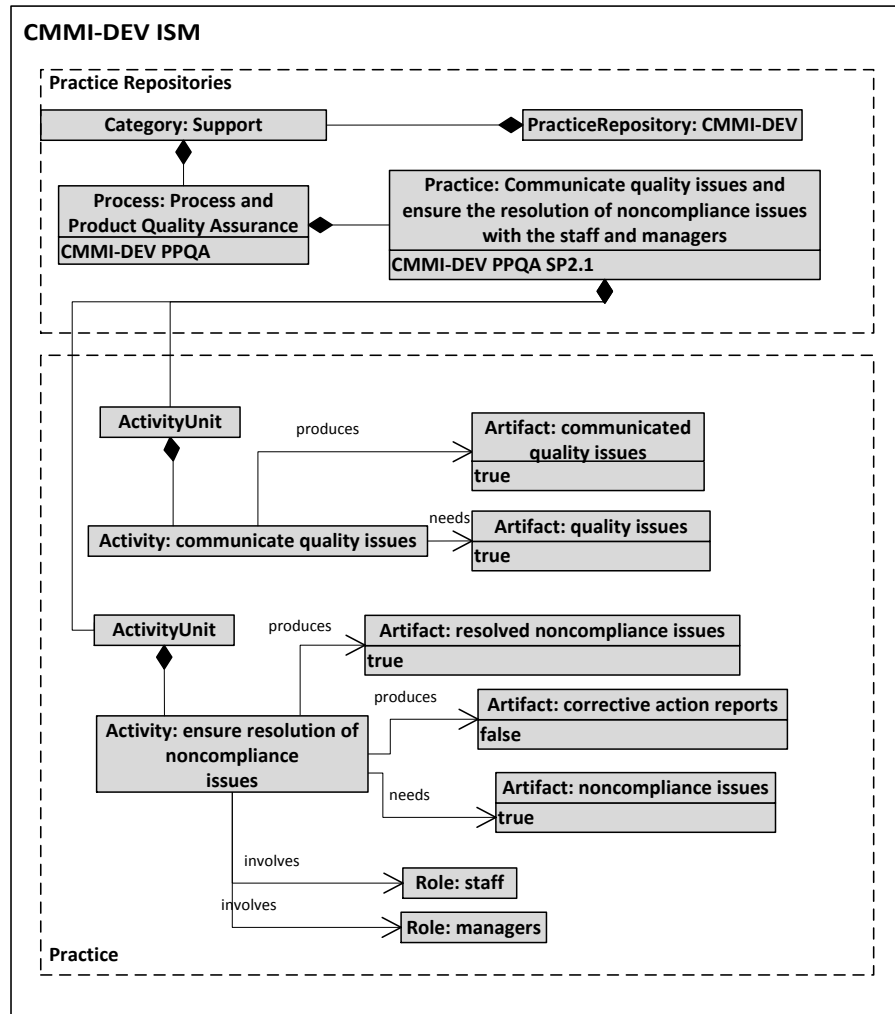 CMMI-DEV ISM
Practice Repositories
Category: Support
PracticeRepository: CMMI-DEV
Process: Process and
Product Quality Assurance
CMMI-DEV PPQA
Practice: Communicate quality issues and
ensure the resolution of noncompliance issues
with the staff and managers
CMMI-DEV PPQA SP2.1
ActivityUnit
produces
Artifact: communicated
quality issues
true
Activity: communicate quality issues
needs
Artifact: quality issues
true
ActivityUnit
produces
Artifact: resolved noncompliance issues
true
Activity: ensure resolution of
noncompliance
issues
produces
Artifact: corrective action reports
false
needs
Artifact: noncompliance issues
true
involves
Role: staff
involves
Role: managers
Practice